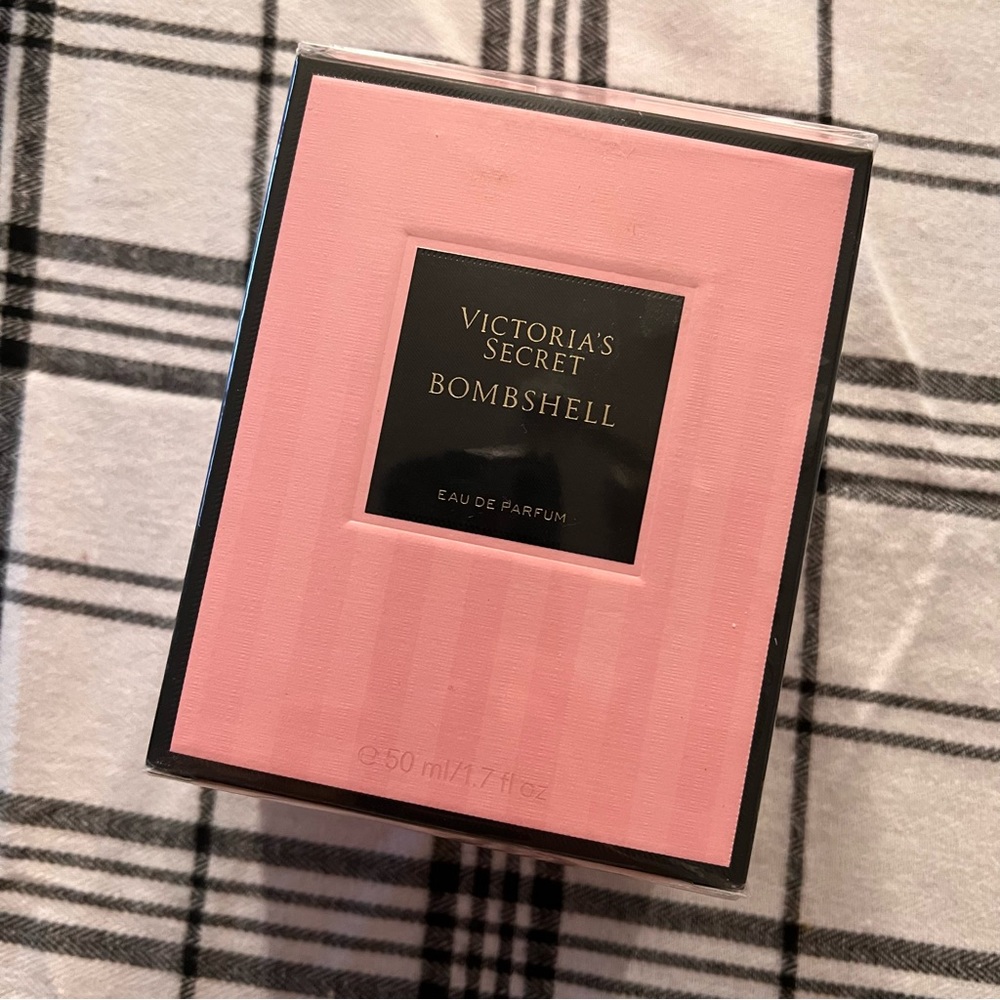 VICTORIA'S
SECRET
BOMBSHELL
EAU DE PARFUM
℮ 50 ml/1.7 fl oz